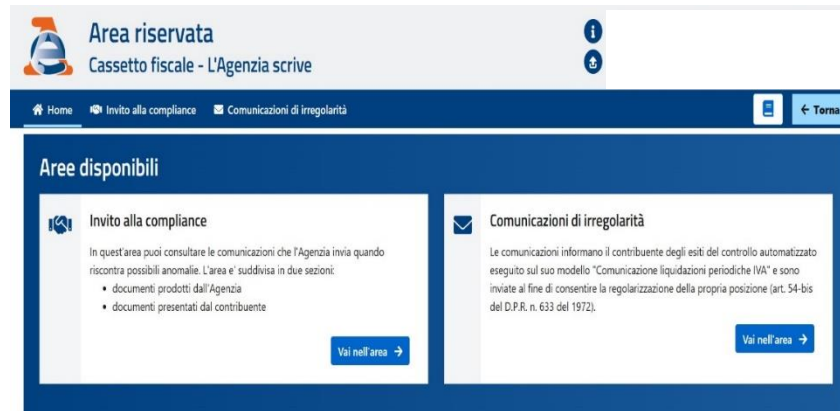 Area riservata
Cassetto fiscale - L'Agenzia scrive
Home Invito alla compliance Comunicazioni di irregolarità
← Torna
Aree disponibili
Invito alla compliance
In quest'area puoi consultare le comunicazioni che l'Agenzia invia quando
riscontra possibili anomalie. L'area e' suddivisa in due sezioni:
• documenti prodotti dall'Agenzia
• documenti presentati dal contribuente
Vai nell'area →
Comunicazioni di irregolarità
Le comunicazioni informano il contribuente degli esiti del controllo automatizzato
eseguito sul suo modello "Comunicazione liquidazioni periodiche IVA" e sono
inviate al fine di consentire la regolarizzazione della propria posizione (art. 54-bis
del D.P.R. n. 633 del 1972).
Vai nell'area →